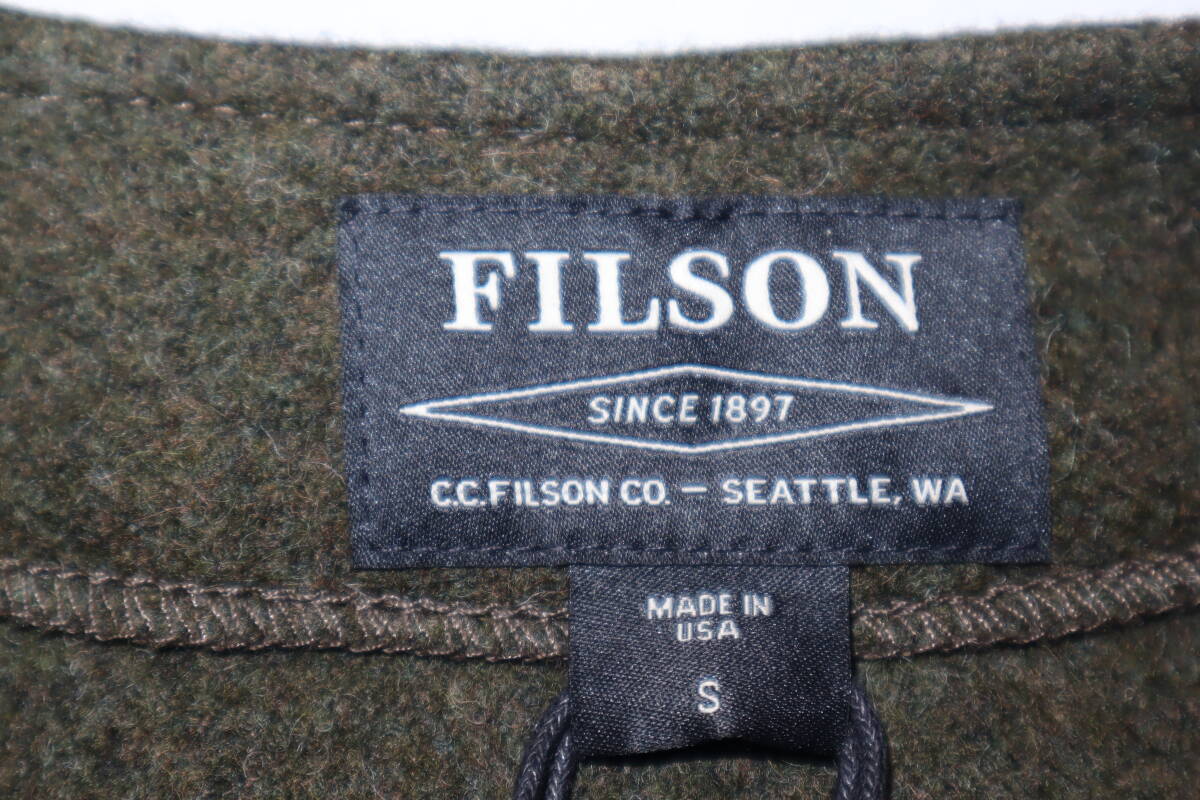 FILSON
SINCE 1897
C.C.FILSON CO. – SEATTLE, WA
MADE IN
USA
S